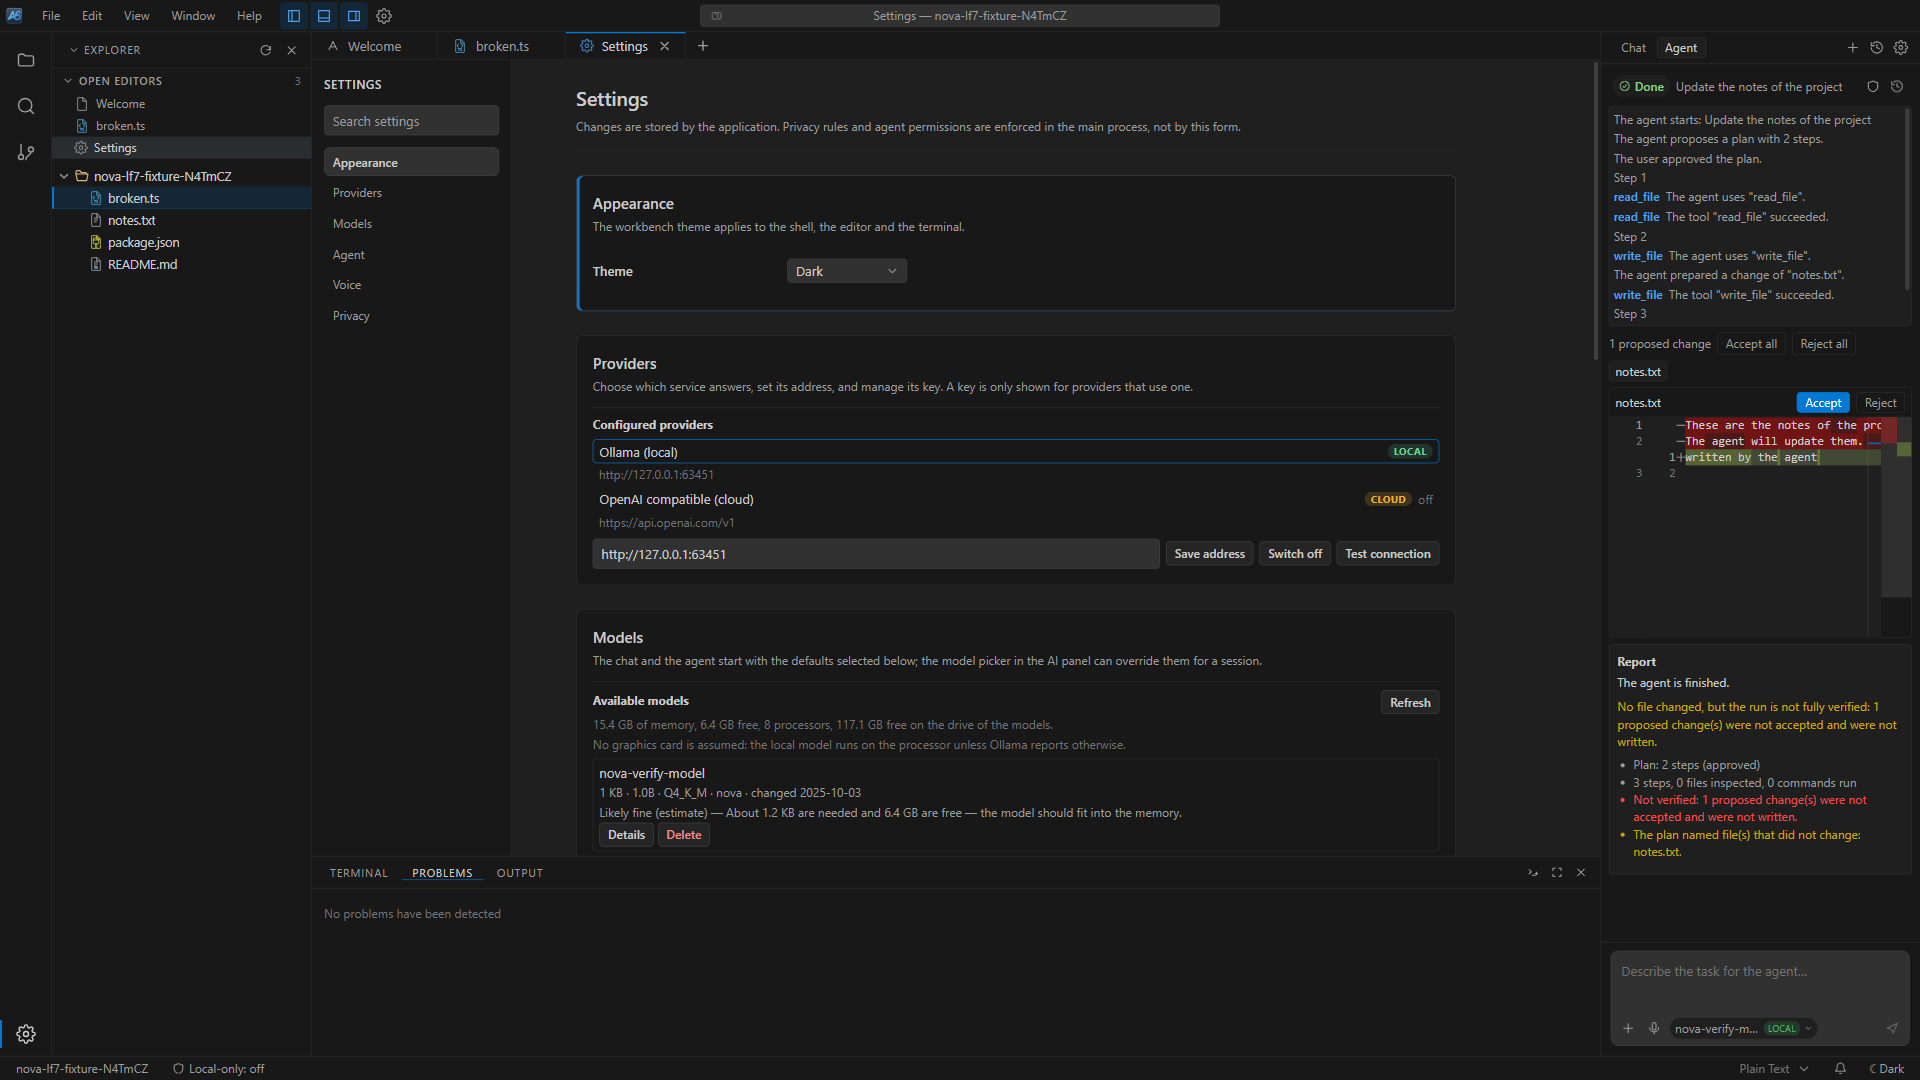 File Edit View Window Help
Settings — nova-lf7-fixture-N4TmCZ
EXPLORER
OPEN EDITORS 3
Welcome
broken.ts
Settings
nova-lf7-fixture-N4TmCZ
broken.ts
notes.txt
package.json
README.md
Welcome broken.ts Settings
SETTINGS
Search settings
Appearance
Providers
Models
Agent
Voice
Privacy
Settings
Changes are stored by the application. Privacy rules and agent permissions are enforced in the main process, not by this form.
Appearance
The workbench theme applies to the shell, the editor and the terminal.
Theme Dark
Providers
Choose which service answers, set its address, and manage its key. A key is only shown for providers that use one.
Configured providers
Ollama (local) LOCAL
http://127.0.0.1:63451
OpenAI compatible (cloud) CLOUD off
https://api.openai.com/v1
http://127.0.0.1:63451 Save address Switch off Test connection
Models
The chat and the agent start with the defaults selected below; the model picker in the AI panel can override them for a session.
Available models Refresh
15.4 GB of memory, 6.4 GB free, 8 processors, 117.1 GB free on the drive of the models.
No graphics card is assumed: the local model runs on the processor unless Ollama reports otherwise.
nova-verify-model
1 KB · 1.0B · Q4_K_M · nova · changed 2025-10-03
Likely fine (estimate) — About 1.2 KB are needed and 6.4 GB are free — the model should fit into the memory.
Details Delete
TERMINAL PROBLEMS OUTPUT
No problems have been detected
Chat Agent
Done Update the notes of the project
The agent starts: Update the notes of the project
The agent proposes a plan with 2 steps.
The user approved the plan.
Step 1
read_file The agent uses "read_file".
read_file The tool "read_file" succeeded.
Step 2
write_file The agent uses "write_file".
The agent prepared a change of "notes.txt".
write_file The tool "write_file" succeeded.
Step 3
1 proposed change Accept all Reject all
notes.txt
notes.txt Accept Reject
1 —These are the notes of the pro
2 —The agent will update them.
1+written by the agent
3 2
Report
The agent is finished.
No file changed, but the run is not fully verified: 1
proposed change(s) were not accepted and were not
written.
• Plan: 2 steps (approved)
• 3 steps, 0 files inspected, 0 commands run
• Not verified: 1 proposed change(s) were not
accepted and were not written.
• The plan named file(s) that did not change:
notes.txt.
Describe the task for the agent...
nova-verify-m... LOCAL
nova-lf7-fixture-N4TmCZ Local-only: off
Plain Text Dark